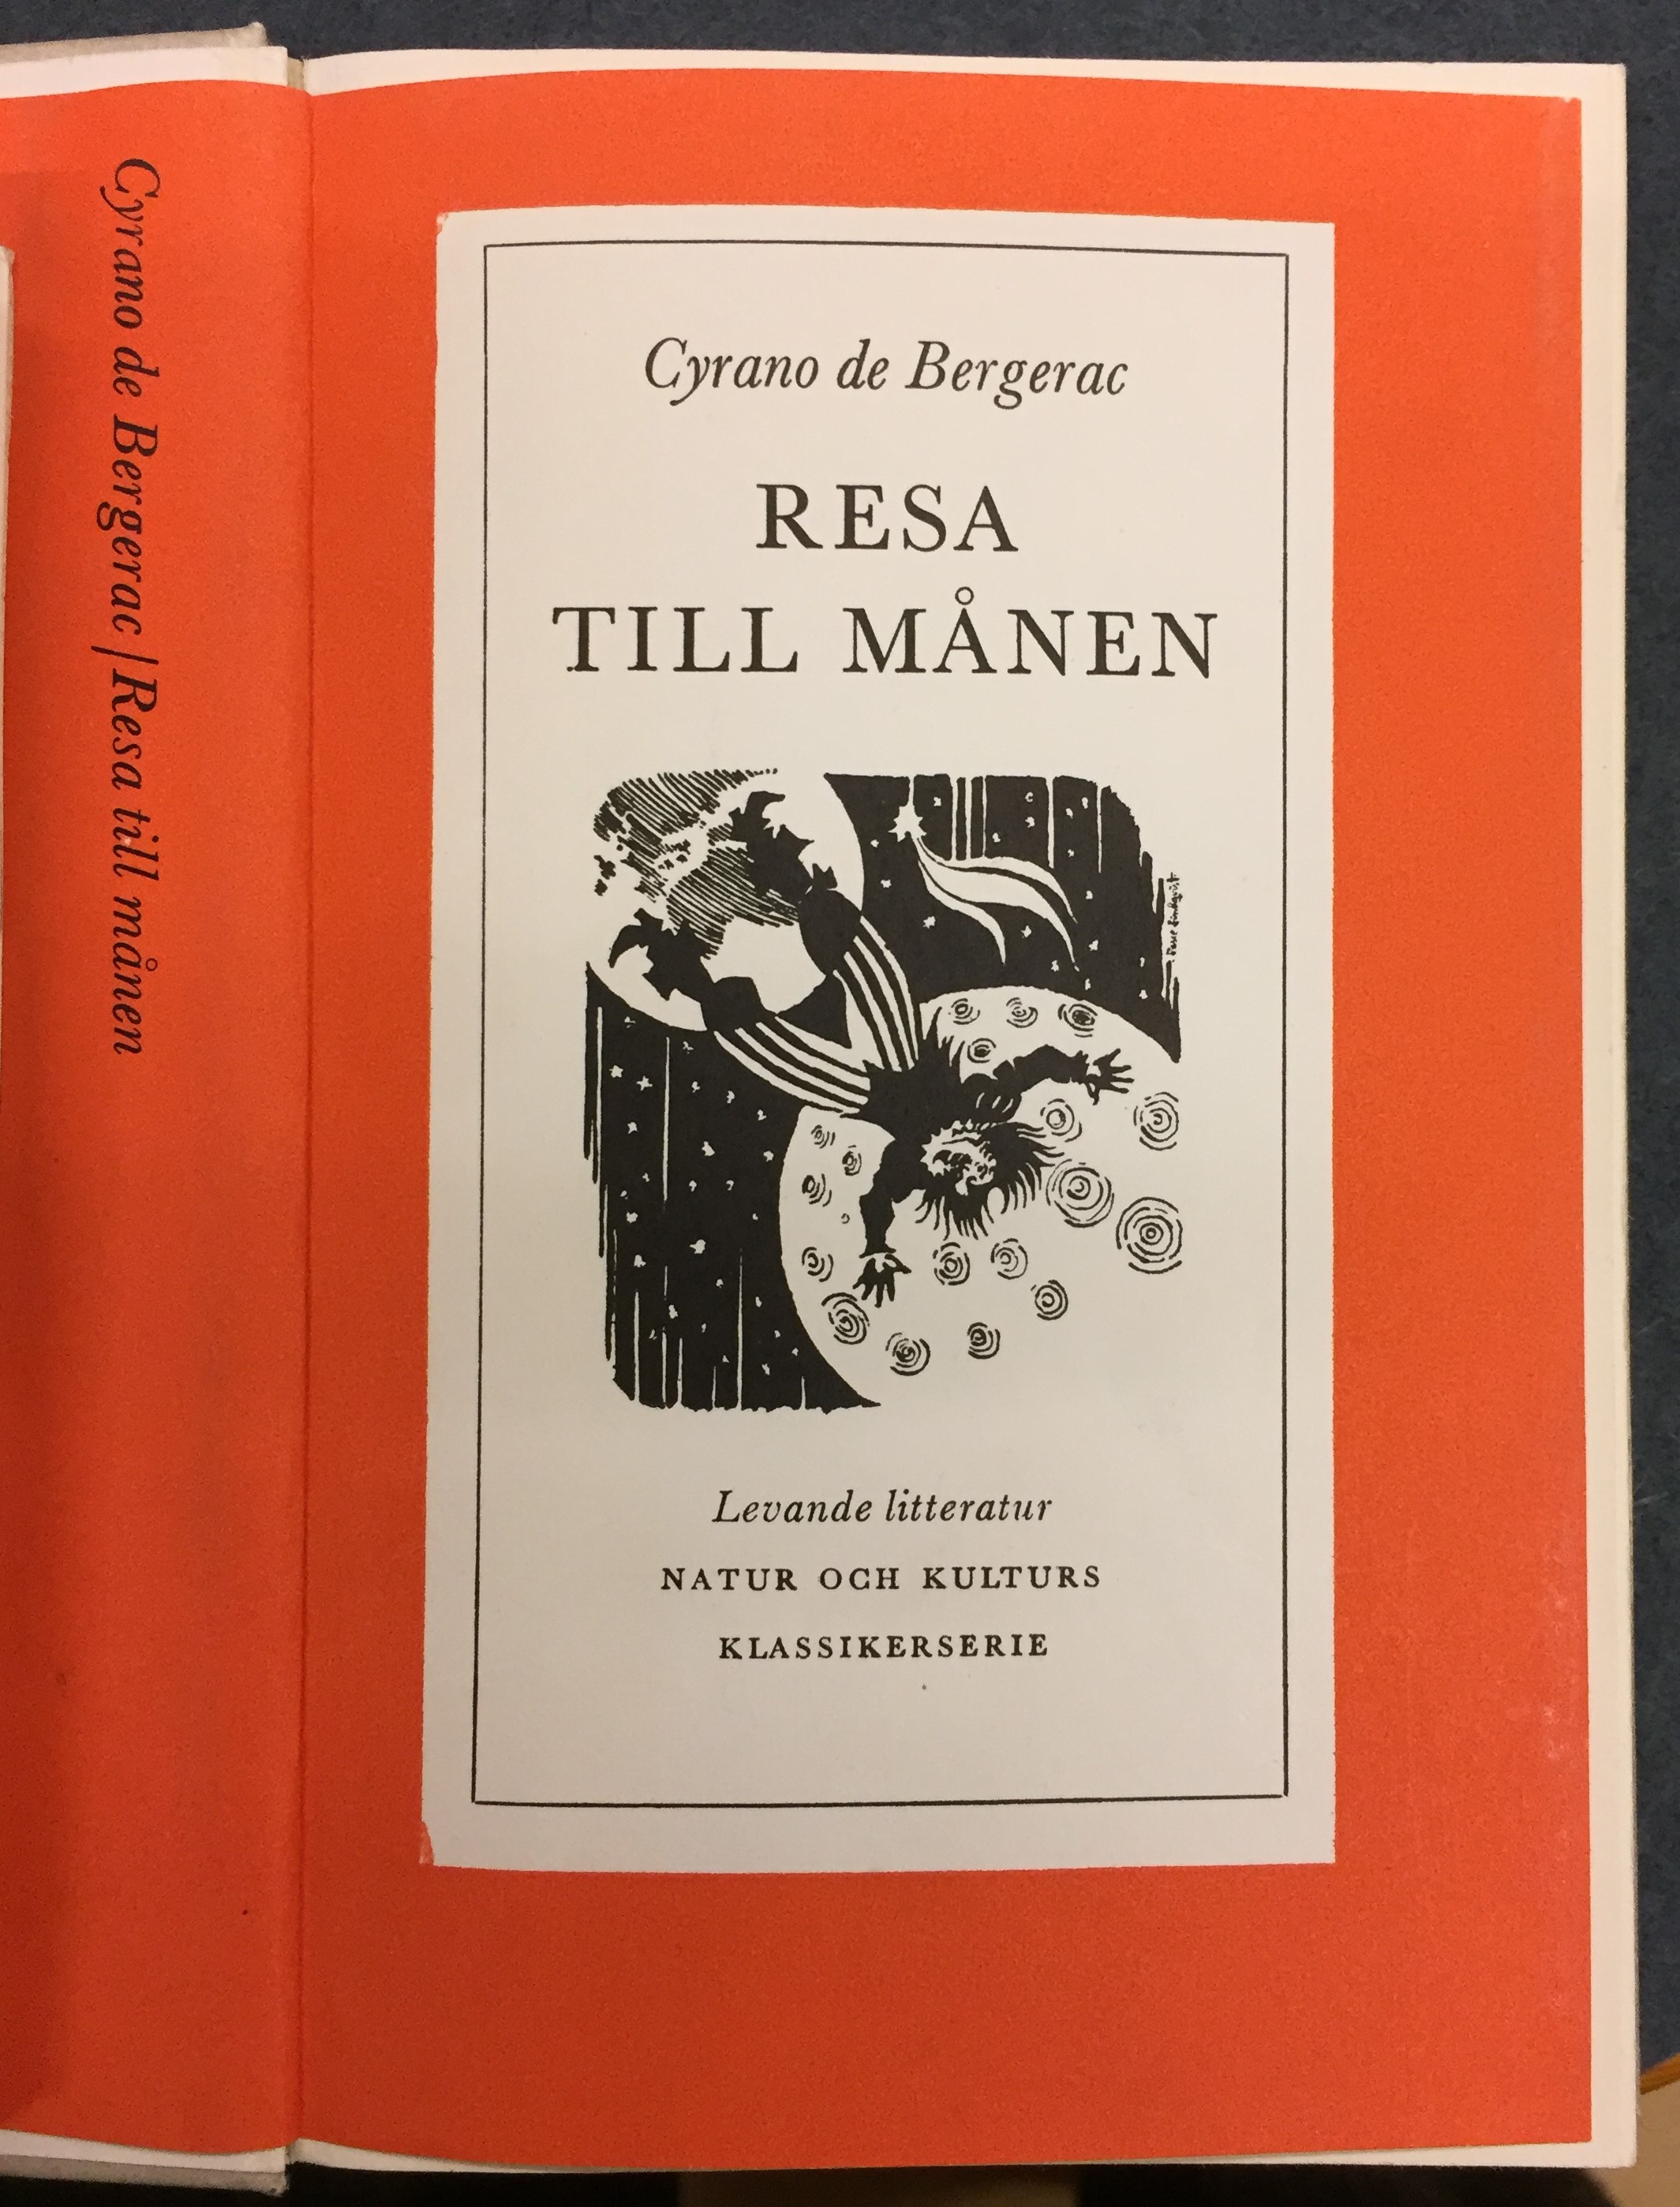 Cyrano de Bergerac / Resa till månen
Cyrano de Bergerac
RESA
TILL MÅNEN
Levande litteratur
NATUR OCH KULTURS
KLASSIKERSERIE